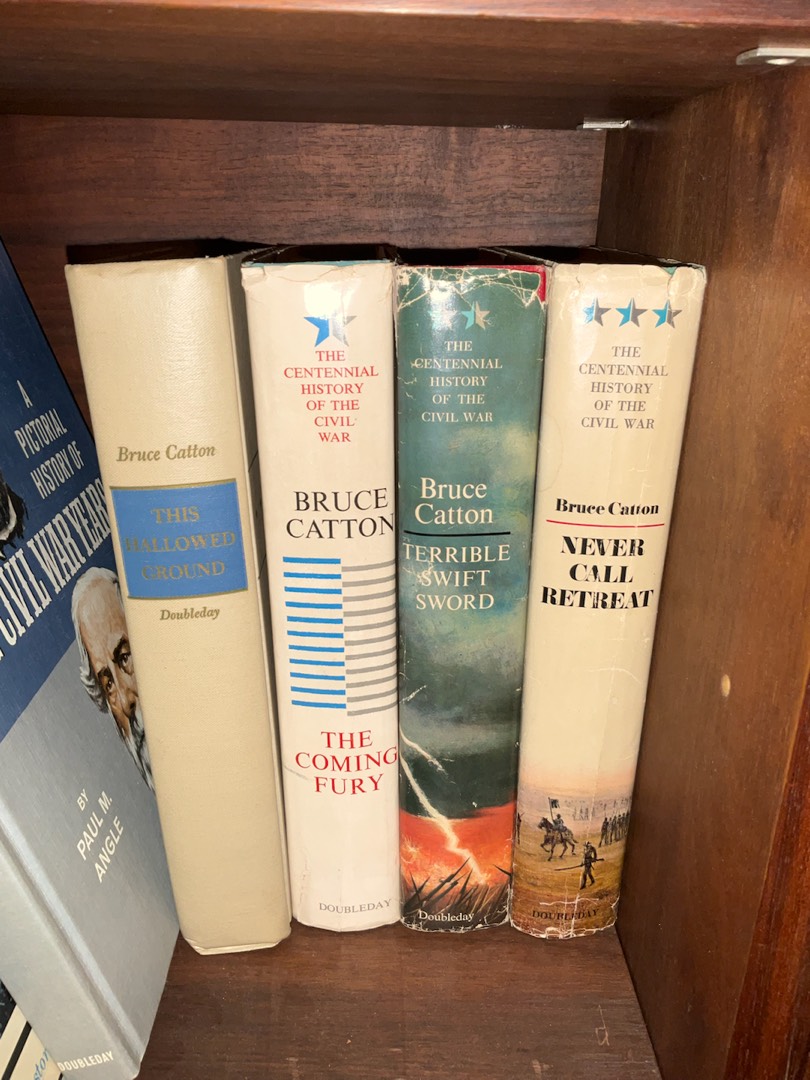 A
PICTORIAL
HISTORY OF
CIVIL WAR YEARS
BY
PAUL M.
ANGLE
DOUBLEDAY
Bruce Catton
THIS
HALLOWED
GROUND
Doubleday
THE
CENTENNIAL
HISTORY
OF THE
CIVIL
WAR
BRUCE
CATTON
THE
COMING
FURY
DOUBLEDAY
THE
CENTENNIAL
HISTORY
OF THE
CIVIL WAR
Bruce
Catton
TERRIBLE
SWIFT
SWORD
Doubleday
THE
CENTENNIAL
HISTORY
OF THE
CIVIL WAR
Bruce Catton
NEVER
CALL
RETREAT
DOUBLEDAY